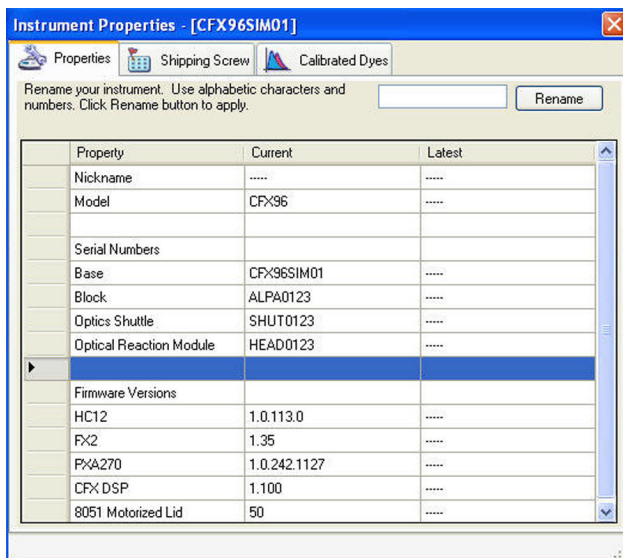 Instrument Properties - [CFX96SIM01]
Properties Shipping Screw Calibrated Dyes
Rename your instrument. Use alphabetic characters and
numbers. Click Rename button to apply.
Rename
Property Current Latest
Nickname ----- -----
Model CFX96 -----
Serial Numbers
Base CFX96SIM01 -----
Block ALPA0123 -----
Optics Shuttle SHUT0123 -----
Optical Reaction Module HEAD0123 -----
Firmware Versions
HC12 1.0.113.0 -----
FX2 1.35 -----
PXA270 1.0.242.1127 -----
CFX DSP 1.100 -----
8051 Motorized Lid 50 -----